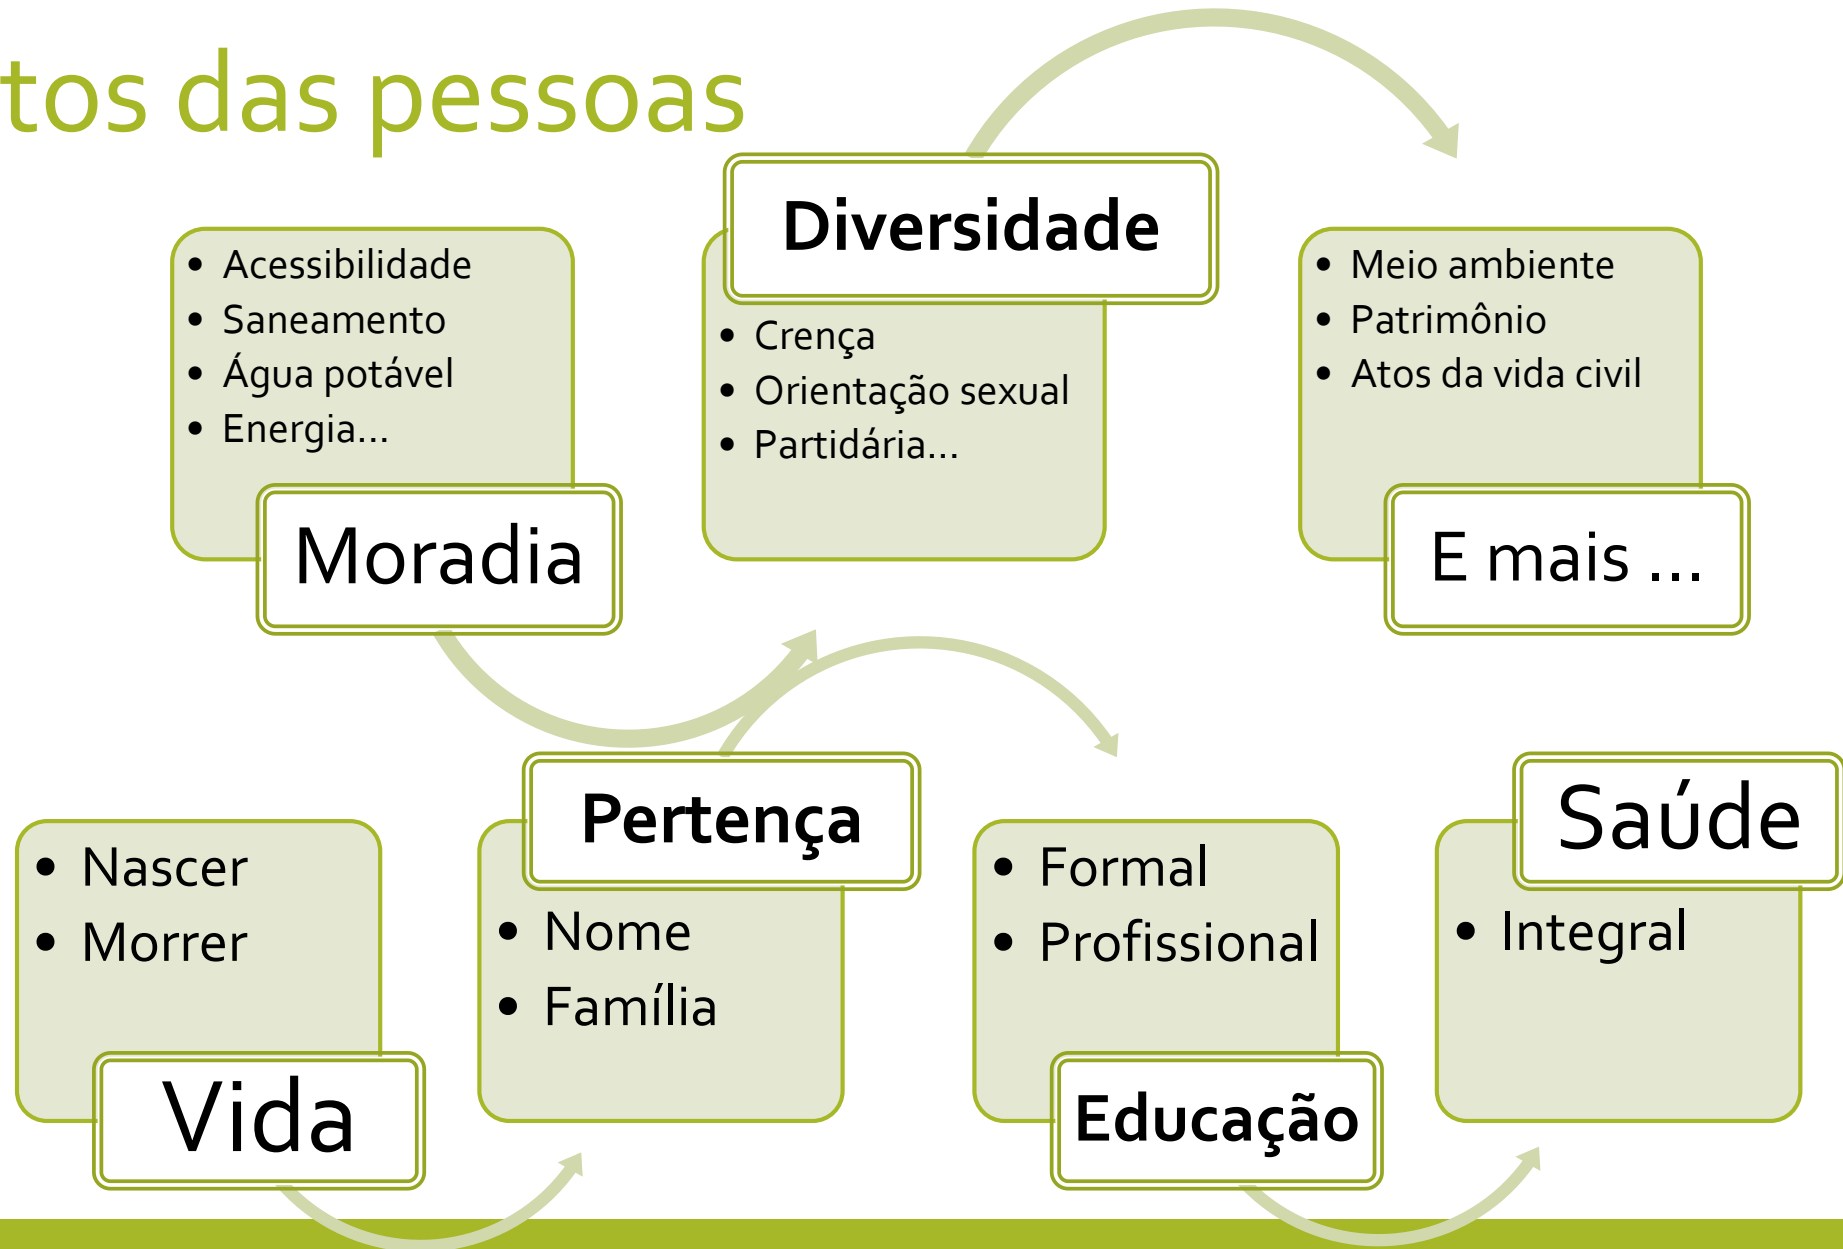 tos das pessoas
• Acessibilidade
• Saneamento
• Água potável
• Energia...
Moradia
Diversidade
• Crença
• Orientação sexual
• Partidária...
• Meio ambiente
• Patrimônio
• Atos da vida civil
E mais ...
• Nascer
• Morrer
Vida
Pertença
• Nome
• Família
• Formal
• Profissional
Educação
Saúde
• Integral